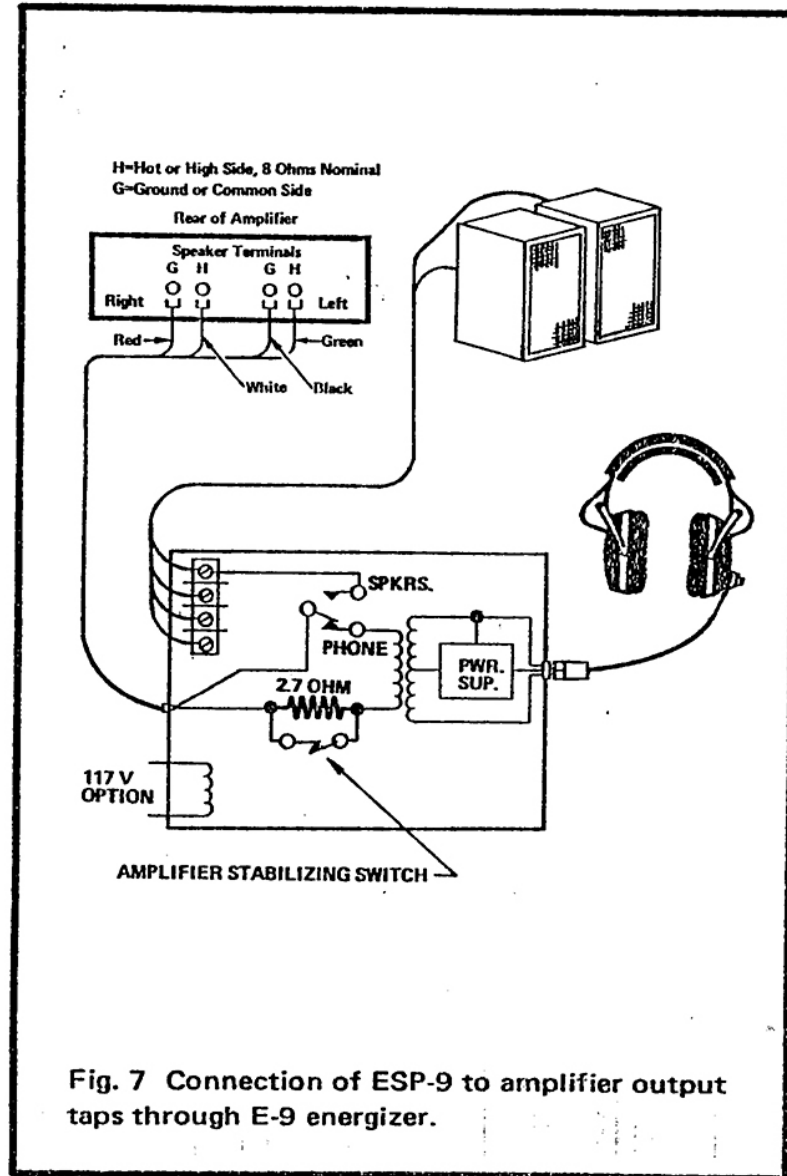 H=Hot or High Side, 8 Ohms Nominal
G=Ground or Common Side
Rear of Amplifier
Speaker Terminals
G H G H
Right Left
Red Green
White Black
SPKRS.
PHONE
2.7 OHM
PWR.
SUP.
117 V
OPTION
AMPLIFIER STABILIZING SWITCH
Fig. 7 Connection of ESP-9 to amplifier output
taps through E-9 energizer.